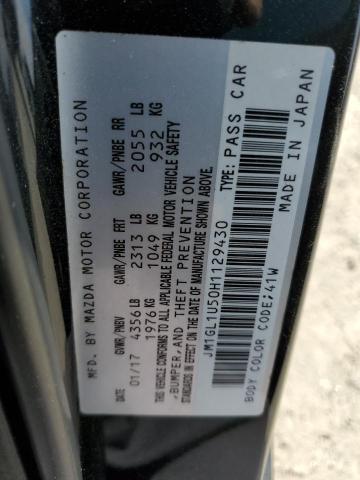 MFD. BY MAZDA MOTOR CORPORATION
01/17 GVWR/PNBV GAWR/PNBE FRT GAWR/PNBE RR
4356 LB 2313 LB 2055 LB
1976 KG 1049 KG 932 KG
THIS VEHICLE CONFORMS TO ALL APPLICABLE FEDERAL MOTOR VEHICLE SAFETY
,BUMPER,AND THEFT PREVENTION
STANDARDS IN EFFECT ON THE DATE OF MANUFACTURE SHOWN ABOVE.
JM1GL1U50H1129430 TYPE: PASS CAR
BODY COLOR CODE;41W MADE IN JAPAN